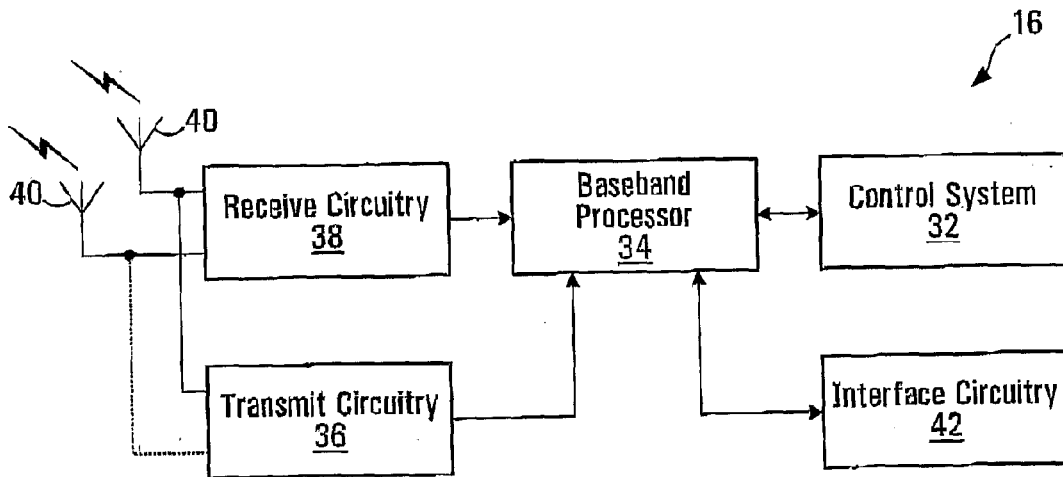 16
40
40
Receive Circuitry
38
Baseband
Processor
34
Control System
32
Transmit Circuitry
36
Interface Circuitry
42